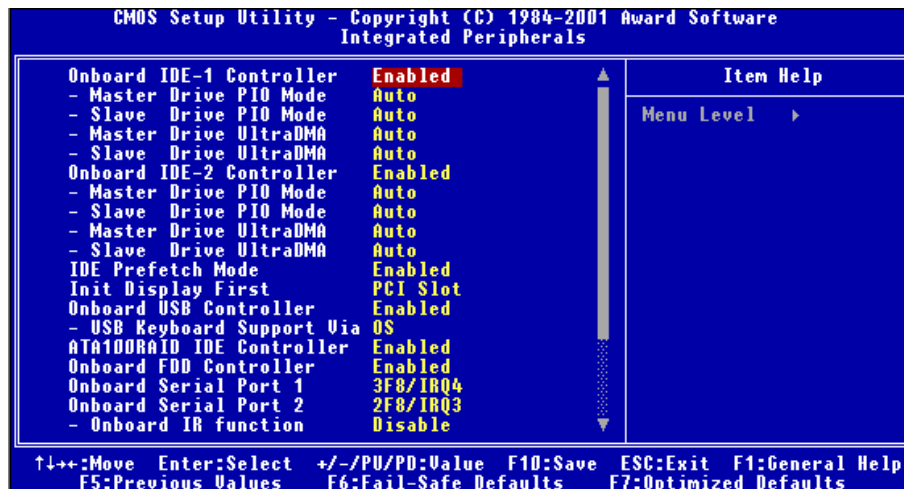 CMOS Setup Utility - Copyright (C) 1984-2001 Award Software
Integrated Peripherals
Onboard IDE-1 Controller Enabled
- Master Drive PIO Mode Auto
- Slave Drive PIO Mode Auto
- Master Drive UltraDMA Auto
- Slave Drive UltraDMA Auto
Onboard IDE-2 Controller Enabled
- Master Drive PIO Mode Auto
- Slave Drive PIO Mode Auto
- Master Drive UltraDMA Auto
- Slave Drive UltraDMA Auto
IDE Prefetch Mode Enabled
Init Display First PCI Slot
Onboard USB Controller Enabled
- USB Keyboard Support Via OS
ATA100RAID IDE Controller Enabled
Onboard FDD Controller Enabled
Onboard Serial Port 1 3F8/IRQ4
Onboard Serial Port 2 2F8/IRQ3
- Onboard IR function Disable
Item Help
Menu Level
↑↓→←:Move Enter:Select +/-/PU/PD:Value F10:Save ESC:Exit F1:General Help
F5:Previous Values F6:Fail-Safe Defaults F7:Optimized Defaults